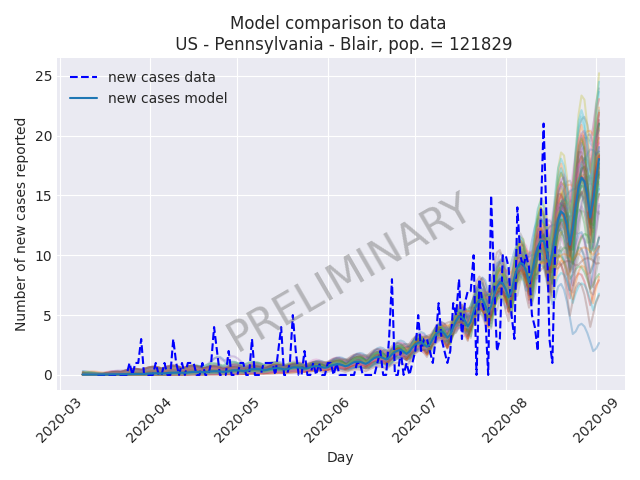 Model comparison to data
US - Pennsylvania - Blair, pop. = 121829
new cases data
new cases model
PRELIMINARY
Number of new cases reported
25
20
15
10
5
0
2020-03
2020-04
2020-05
2020-06
2020-07
2020-08
2020-09
Day